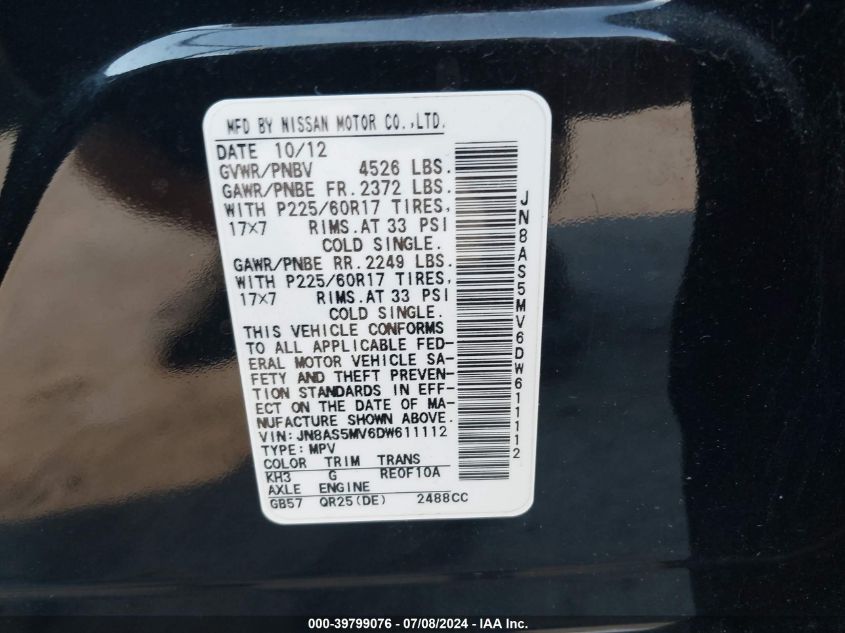 MFD BY NISSAN MOTOR CO.,LTD.
DATE 10/12
GVWR/PNBV 4526 LBS.
GAWR/PNBE FR. 2372 LBS.
WITH P225/60R17 TIRES,
17X7 RIMS.AT 33 PSI
COLD SINGLE.
GAWR/PNBE RR. 2249 LBS.
WITH P225/60R17 TIRES,
17X7 RIMS.AT 33 PSI
COLD SINGLE.
THIS VEHICLE CONFORMS
TO ALL APPLICABLE FED-
ERAL MOTOR VEHICLE SA-
FETY AND THEFT PREVEN-
TION STANDARDS IN EFF-
ECT ON THE DATE OF MA-
NUFACTURE SHOWN ABOVE.
VIN:JN8AS5MV6DW611112
TYPE:MPV
COLOR TRIM TRANS
KH3 G RE0F10A
AXLE ENGINE
GB57 QR25(DE) 2488CC
JN8AS5MV6DW611112
000-39799076 / 07/08/2024 - IAA Inc.